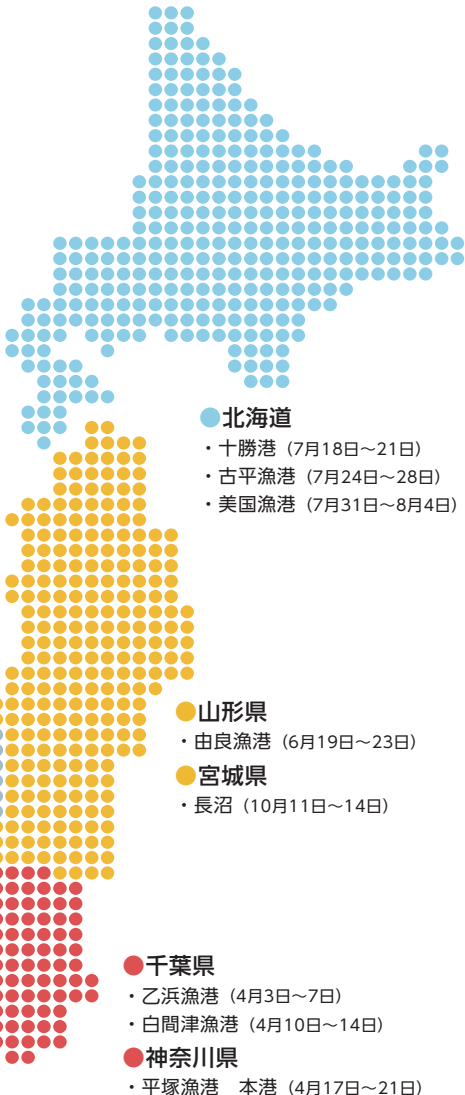 ●北海道
・十勝港（7月18日～21日）
・古平漁港（7月24日～28日）
・美国漁港（7月31日～8月4日）
●山形県
・由良漁港（6月19日～23日）
●宮城県
・長沼（10月11日～14日）
●千葉県
・乙浜漁港（4月3日～7日）
・白間津漁港（4月10日～14日）
●神奈川県
・平塚漁港　本港（4月17日～21日）